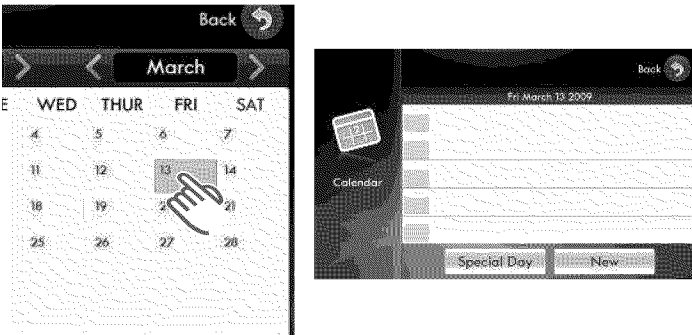 Back
March
E WED THUR FRI SAT
4 5 6 7
11 12 13 14
18 19 21
25 26 27 28
Back
Fri March 13 2009
Calendar
Special Day New